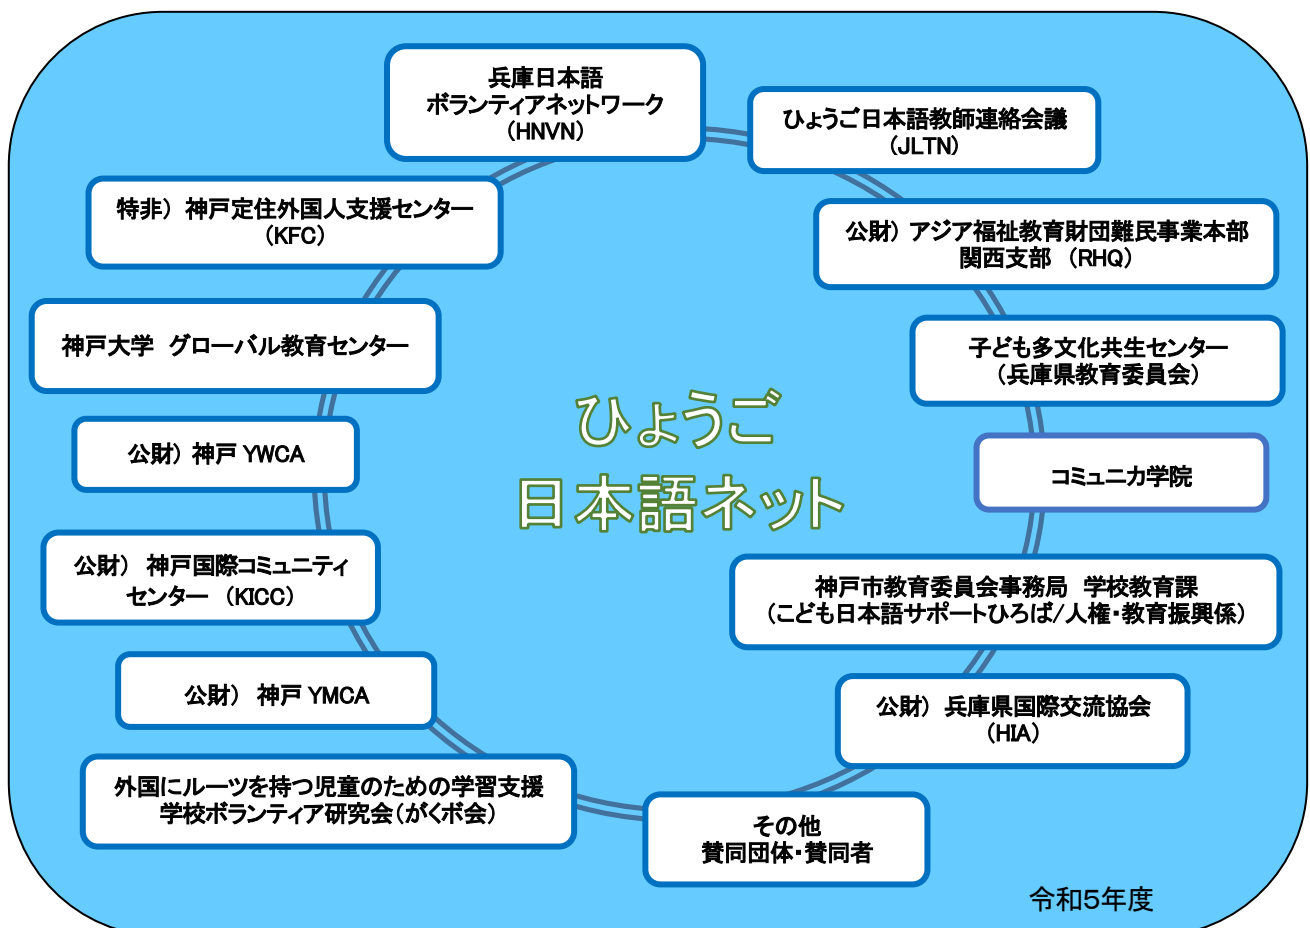 兵庫日本語
ボランティアネットワーク
(HNVN)
ひょうご日本語教師連絡会議
(JLTN)
特非） 神戸定住外国人支援センター
(KFC)
公財） アジア福祉教育財団難民事業本部
関西支部　(RHQ)
神戸大学　グローバル教育センター
子ども多文化共生センター
（兵庫県教育委員会）
ひょうご
日本語ネット
公財） 神戸 YWCA
コミュニカ学院
公財） 神戸国際コミュニティ
センター　(KICC)
神戸市教育委員会事務局　学校教育課
（こども日本語サポートひろば/人権・教育振興係）
公財） 神戸 YMCA
公財） 兵庫県国際交流協会
(HIA)
外国にルーツを持つ児童のための学習支援
学校ボランティア研究会（がくボ会）
その他
賛同団体・賛同者
令和5年度